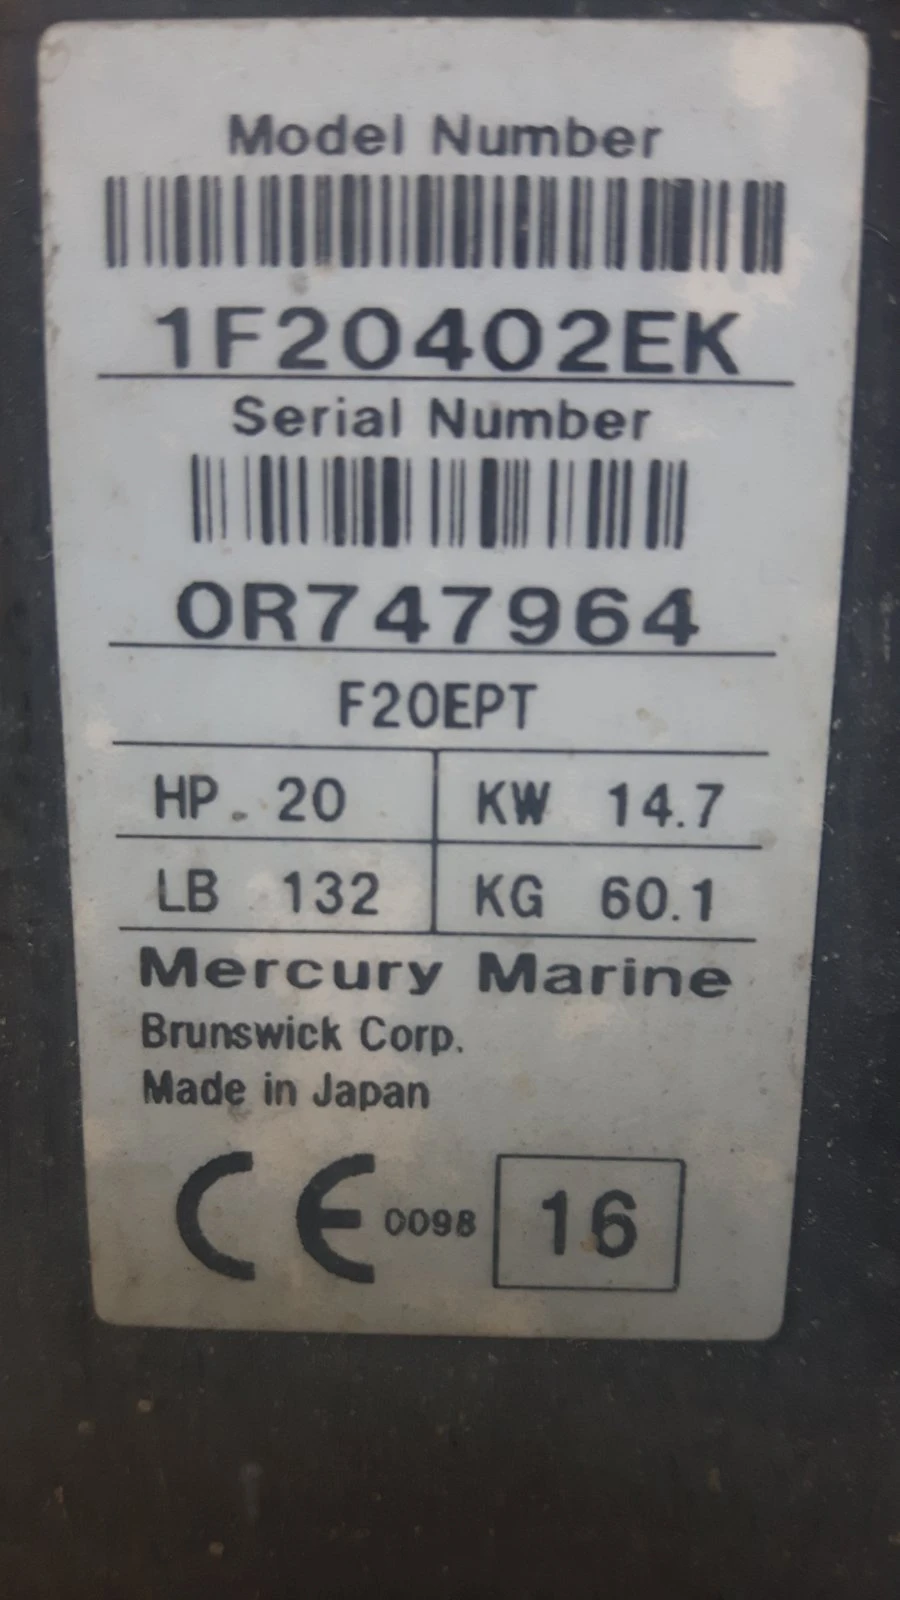 Model Number
1F20402EK
Serial Number
0R747964
F20EPT
HP 20 KW 14.7
LB 132 KG 60.1
Mercury Marine
Brunswick Corp.
Made in Japan
CE 0098 16